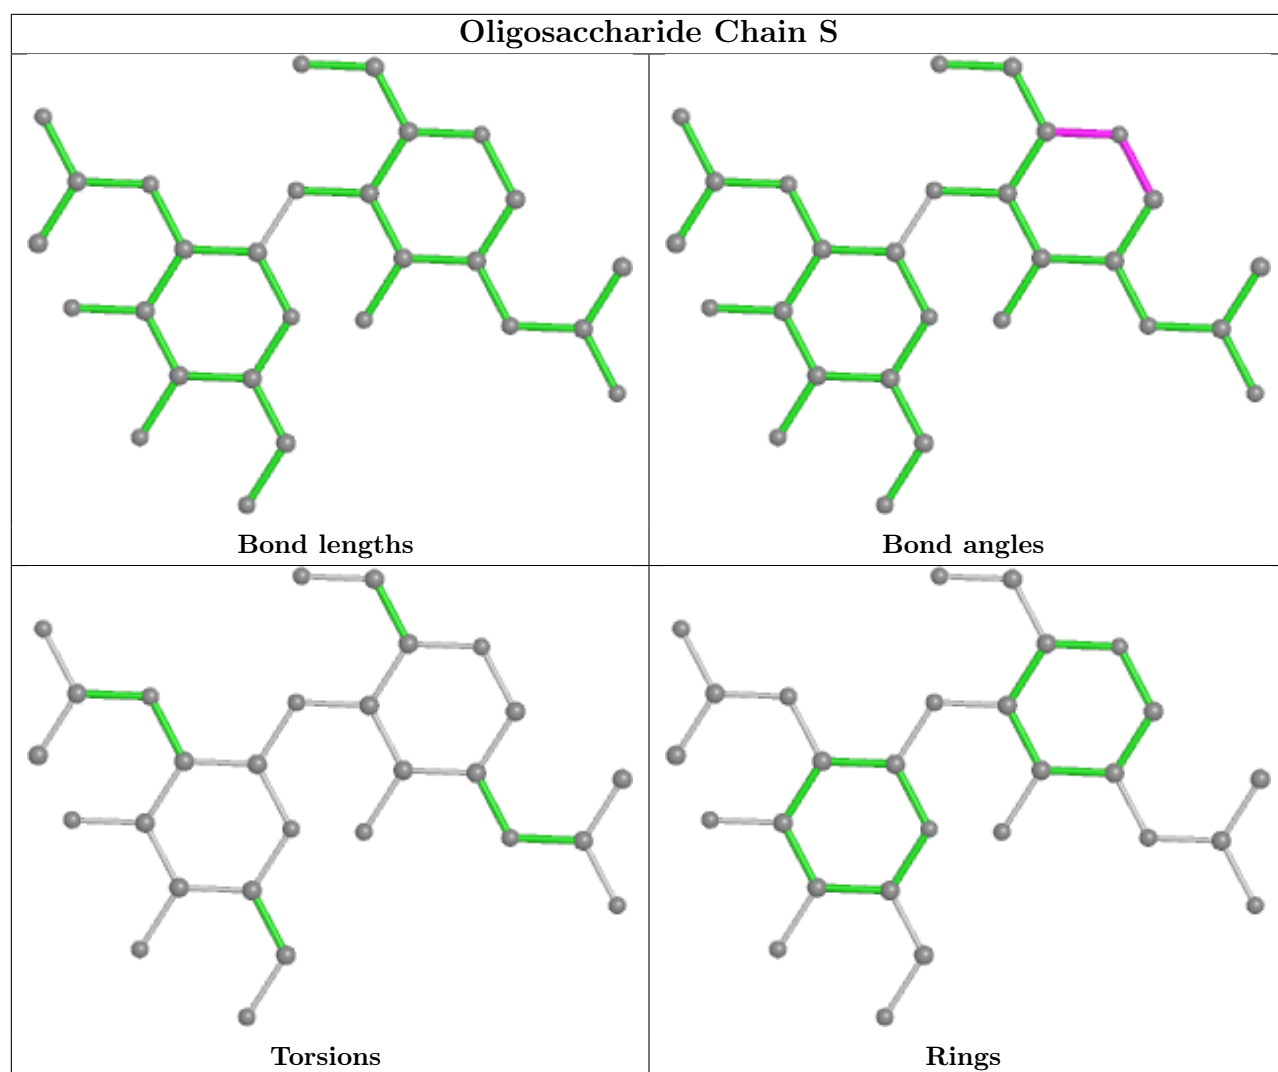 Oligosaccharide Chain S
Bond lengths
Bond angles
Torsions
Rings